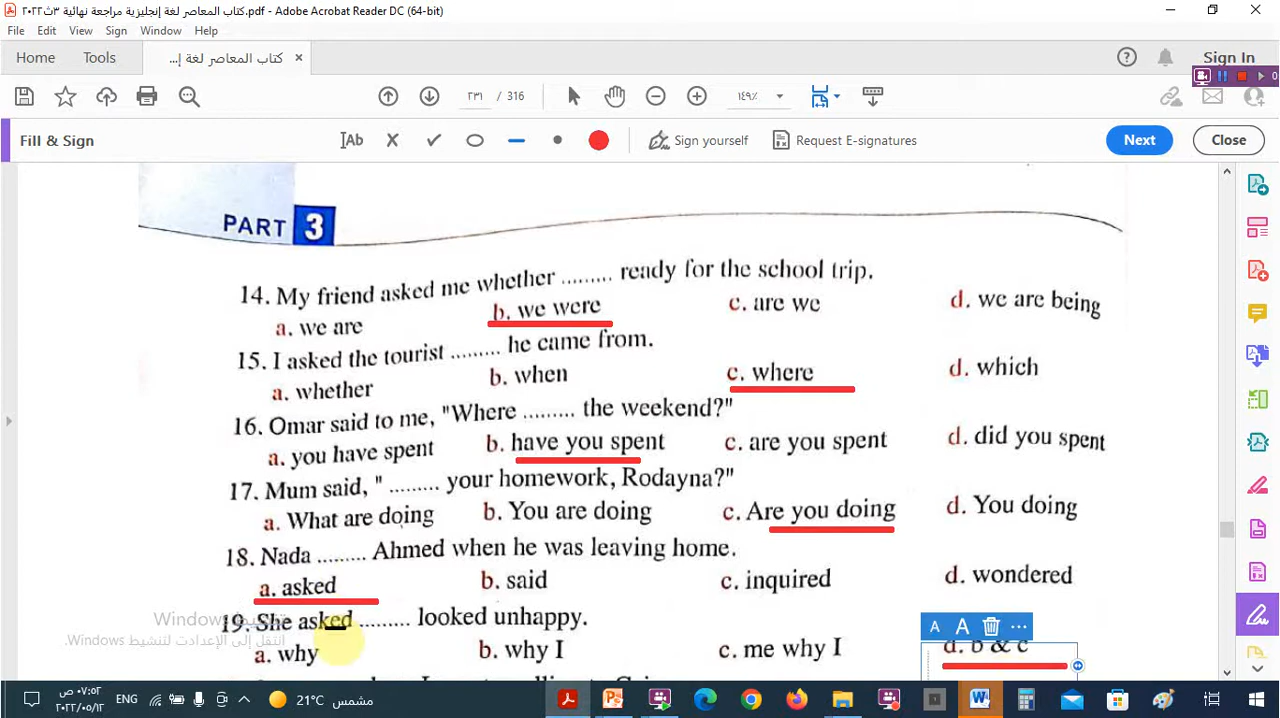 كتاب المعاصر لغة إنجليزية مراجعة نهائية ٣ث٢٠٢٢.pdf - Adobe Acrobat Reader DC (64-bit)
File Edit View Sign Window Help
Home Tools كتاب المعاصر لغة إ... × Sign In
٢٣١ / 316 ١٤٩٪
Fill & Sign Ab Sign yourself Request E-signatures Next Close
PART 3
14. My friend asked me whether ......... ready for the school trip.
a. we are b. we were c. are we d. we are being
15. I asked the tourist ......... he came from.
a. whether b. when c. where d. which
16. Omar said to me, "Where ......... the weekend?"
a. you have spent b. have you spent c. are you spent d. did you spent
17. Mum said, " ......... your homework, Rodayna?"
a. What are doing b. You are doing c. Are you doing d. You doing
18. Nada ......... Ahmed when he was leaving home.
a. asked b. said c. inquired d. wondered
تنشيط Windows
19. She asked ......... looked unhappy.
انتقل إلى الإعدادت لتنشيط Windows.
A A
a. why b. why I c. me why I d. b & c
ENG 21°C مشمس
٠٧:٥٢ ص
٢٠٢٢/٠٥/١٢